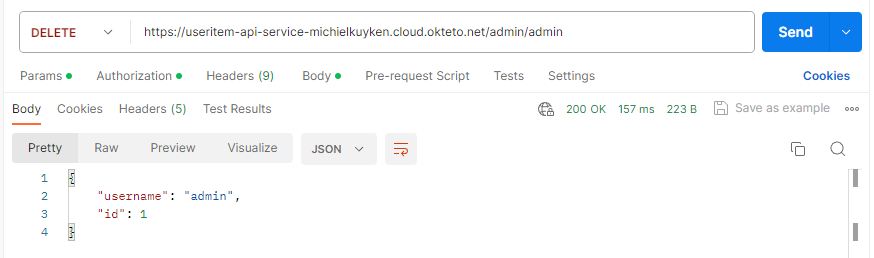 DELETE https://useritem-api-service-michielkuyken.cloud.okteto.net/admin/admin Send
Params Authorization Headers (9) Body Pre-request Script Tests Settings Cookies
Body Cookies Headers (5) Test Results 200 OK 157 ms 223 B Save as example
Pretty Raw Preview Visualize JSON
1 {
2 "username": "admin",
3 "id": 1
4 }